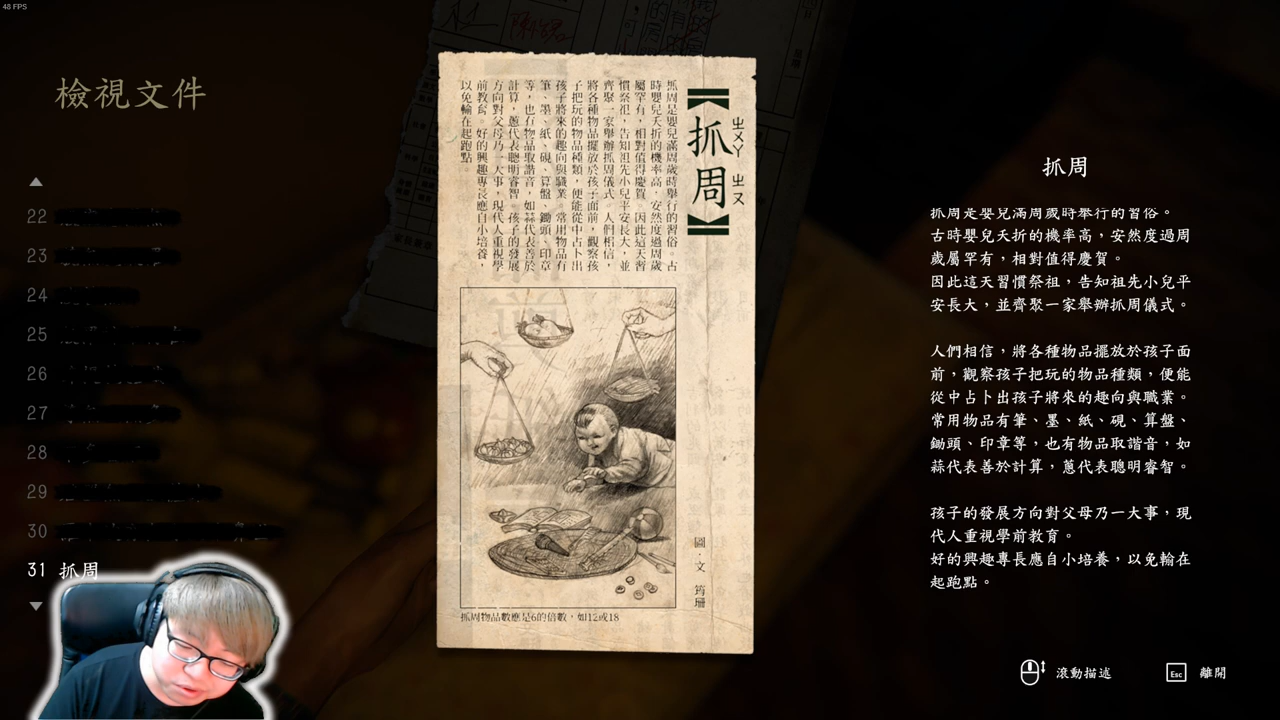 48 FPS
檢視文件
22
23
24
25
26
27
28
29
30
31 抓周
【抓周】
ㄓㄨㄚ ㄓㄡ
抓周是嬰兒滿周歲時舉行的習俗。古
時嬰兒夭折的機率高，安然度過周歲
屬罕有，相對值得慶賀。因此這天習
慣祭祀，告知祖先小兒平安長大，並
齊聚一家舉辦抓周儀式。人們相信，
將各種物品擺放於孩子面前，觀察孩
子把玩的物品種類，便能從中占卜出
孩子將來的趣向與職業。常用物品有
筆、墨、紙、硯、算盤、鋤頭、印章
等，也有物品取諧音，如蒜代表善於
計算，蔥代表聰明睿智。孩子的發展
方向對父母乃一大事，現代人重視學
前教育。好的興趣專長應自小培養，
以免輸在起跑點。
圖．文 筠珊
抓周物品數應是6的倍數，如12或18
抓周
抓周是嬰兒滿周歲時舉行的習俗。
古時嬰兒夭折的機率高，安然度過周
歲屬罕有，相對值得慶賀。
因此這天習慣祭祖，告知祖先小兒平
安長大，並齊聚一家舉辦抓周儀式。
人們相信，將各種物品擺放於孩子面
前，觀察孩子把玩的物品種類，便能
從中占卜出孩子將來的趣向與職業。
常用物品有筆、墨、紙、硯、算盤、
鋤頭、印章等，也有物品取諧音，如
蒜代表善於計算，蔥代表聰明睿智。
孩子的發展方向對父母乃一大事，現
代人重視學前教育。
好的興趣專長應自小培養，以免輸在
起跑點。
滾動描述
Esc 離開